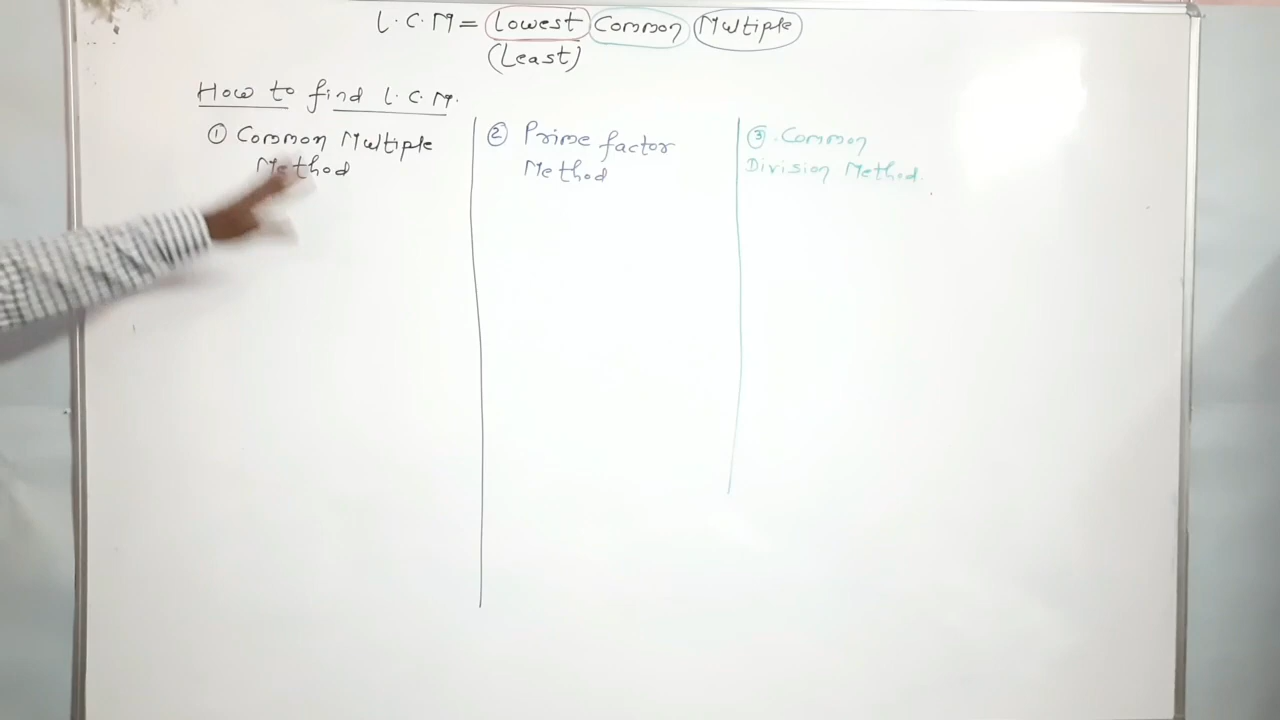 L.C.M = Lowest Common Multiple
(Least)
How to find L.C.M.
① Common Multiple
Method
② Prime factor
Method
③ Common
Division Method.